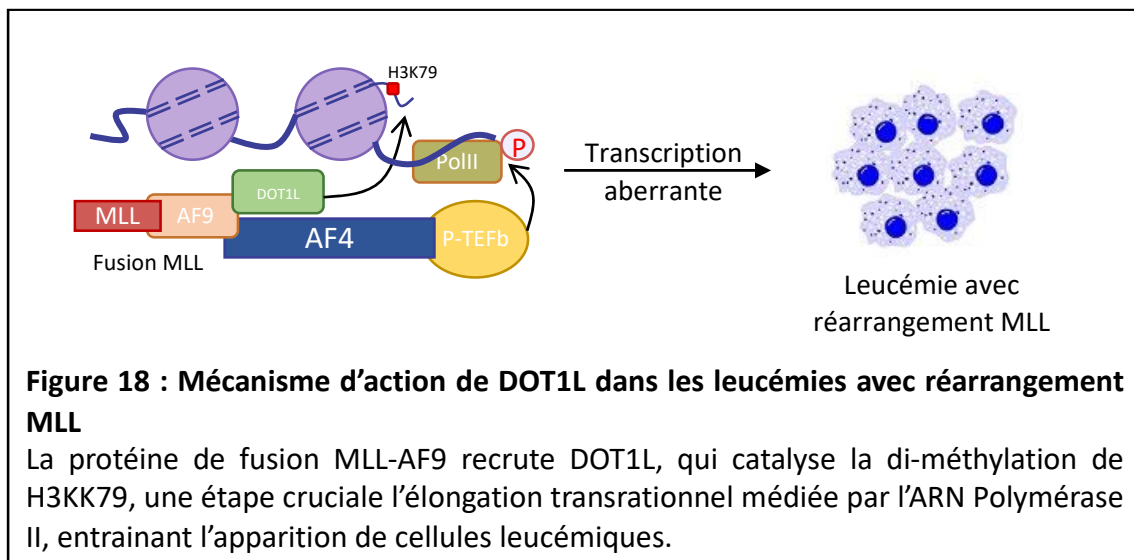 H3K79
P
PolII
DOT1L
MLL
AF9
AF4
P-TEFb
Fusion MLL
Transcription
aberrante
Leucémie avec
réarrangement MLL
Figure 18 : Mécanisme d’action de DOT1L dans les leucémies avec réarrangement
MLL
La protéine de fusion MLL-AF9 recrute DOT1L, qui catalyse la di-méthylation de
H3KK79, une étape cruciale l’élongation transrationnel médiée par l’ARN Polymérase
II, entrainant l’apparition de cellules leucémiques.